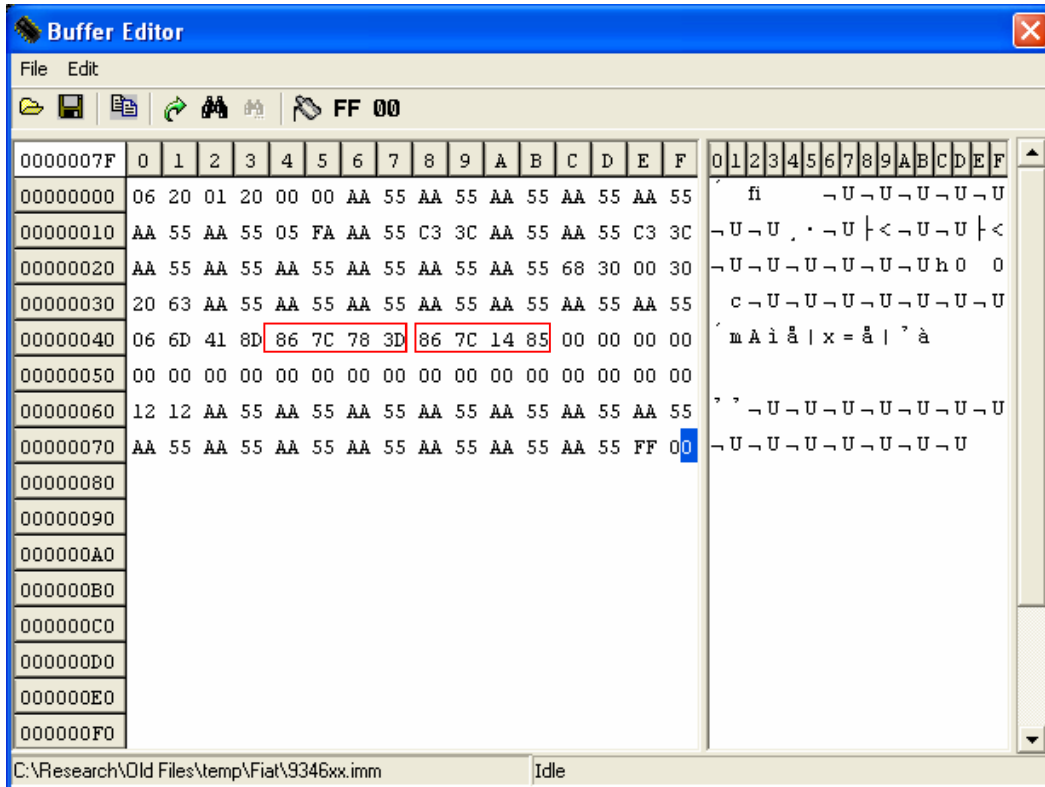 Buffer Editor
File Edit
FF 00
0000007F 0 1 2 3 4 5 6 7 8 9 A B C D E F 0 1 2 3 4 5 6 7 8 9 A B C D E F
00000000 06 20 01 20 00 00 AA 55 AA 55 AA 55 AA 55 AA 55 ´ fi ¬U¬U¬U¬U¬U
00000010 AA 55 AA 55 05 FA AA 55 C3 3C AA 55 AA 55 C3 3C ¬U¬U¸·¬U├<¬U¬U├<
00000020 AA 55 AA 55 AA 55 AA 55 AA 55 AA 55 68 30 00 30 ¬U¬U¬U¬U¬U¬Uh0 0
00000030 20 63 AA 55 AA 55 AA 55 AA 55 AA 55 AA 55 AA 55 c¬U¬U¬U¬U¬U¬U¬U
00000040 06 6D 41 8D 86 7C 78 3D 86 7C 14 85 00 00 00 00 ´mAìå|x=å|’à
00000050 00 00 00 00 00 00 00 00 00 00 00 00 00 00 00 00
00000060 12 12 AA 55 AA 55 AA 55 AA 55 AA 55 AA 55 AA 55 ’’¬U¬U¬U¬U¬U¬U¬U
00000070 AA 55 AA 55 AA 55 AA 55 AA 55 AA 55 AA 55 FF 00 ¬U¬U¬U¬U¬U¬U¬U
00000080
00000090
000000A0
000000B0
000000C0
000000D0
000000E0
000000F0
C:\Research\Old Files\temp\Fiat\9346xx.imm Idle